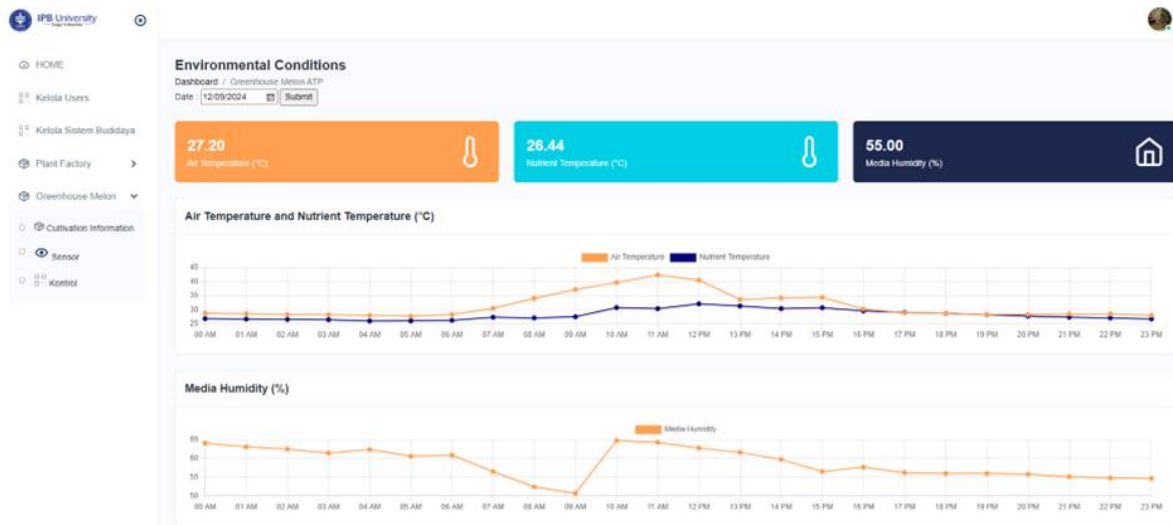 IPB University
HOME
Kelola Users
Kelola Sistem Budidaya
Plant Factory
Greenhouse Melon
Cultivation Information
Sensor
Kontrol
Environmental Conditions
Dashboard / Greenhouse Melon ATP
Date : 12/09/2024 Submit
27.20
Air Temperature (°C)
26.44
Nutrient Temperature (°C)
55.00
Media Humidity (%)
Air Temperature and Nutrient Temperature (°C)
Air Temperature Nutrient Temperature
45
40
35
30
25
00 AM 01 AM 02 AM 03 AM 04 AM 05 AM 06 AM 07 AM 08 AM 09 AM 10 AM 11 AM 12 PM 13 PM 14 PM 15 PM 16 PM 17 PM 18 PM 19 PM 20 PM 21 PM 22 PM 23 PM
Media Humidity (%)
Media Humidity
65
60
55
50
00 AM 01 AM 02 AM 03 AM 04 AM 05 AM 06 AM 07 AM 08 AM 09 AM 10 AM 11 AM 12 PM 13 PM 14 PM 15 PM 16 PM 17 PM 18 PM 19 PM 20 PM 21 PM 22 PM 23 PM